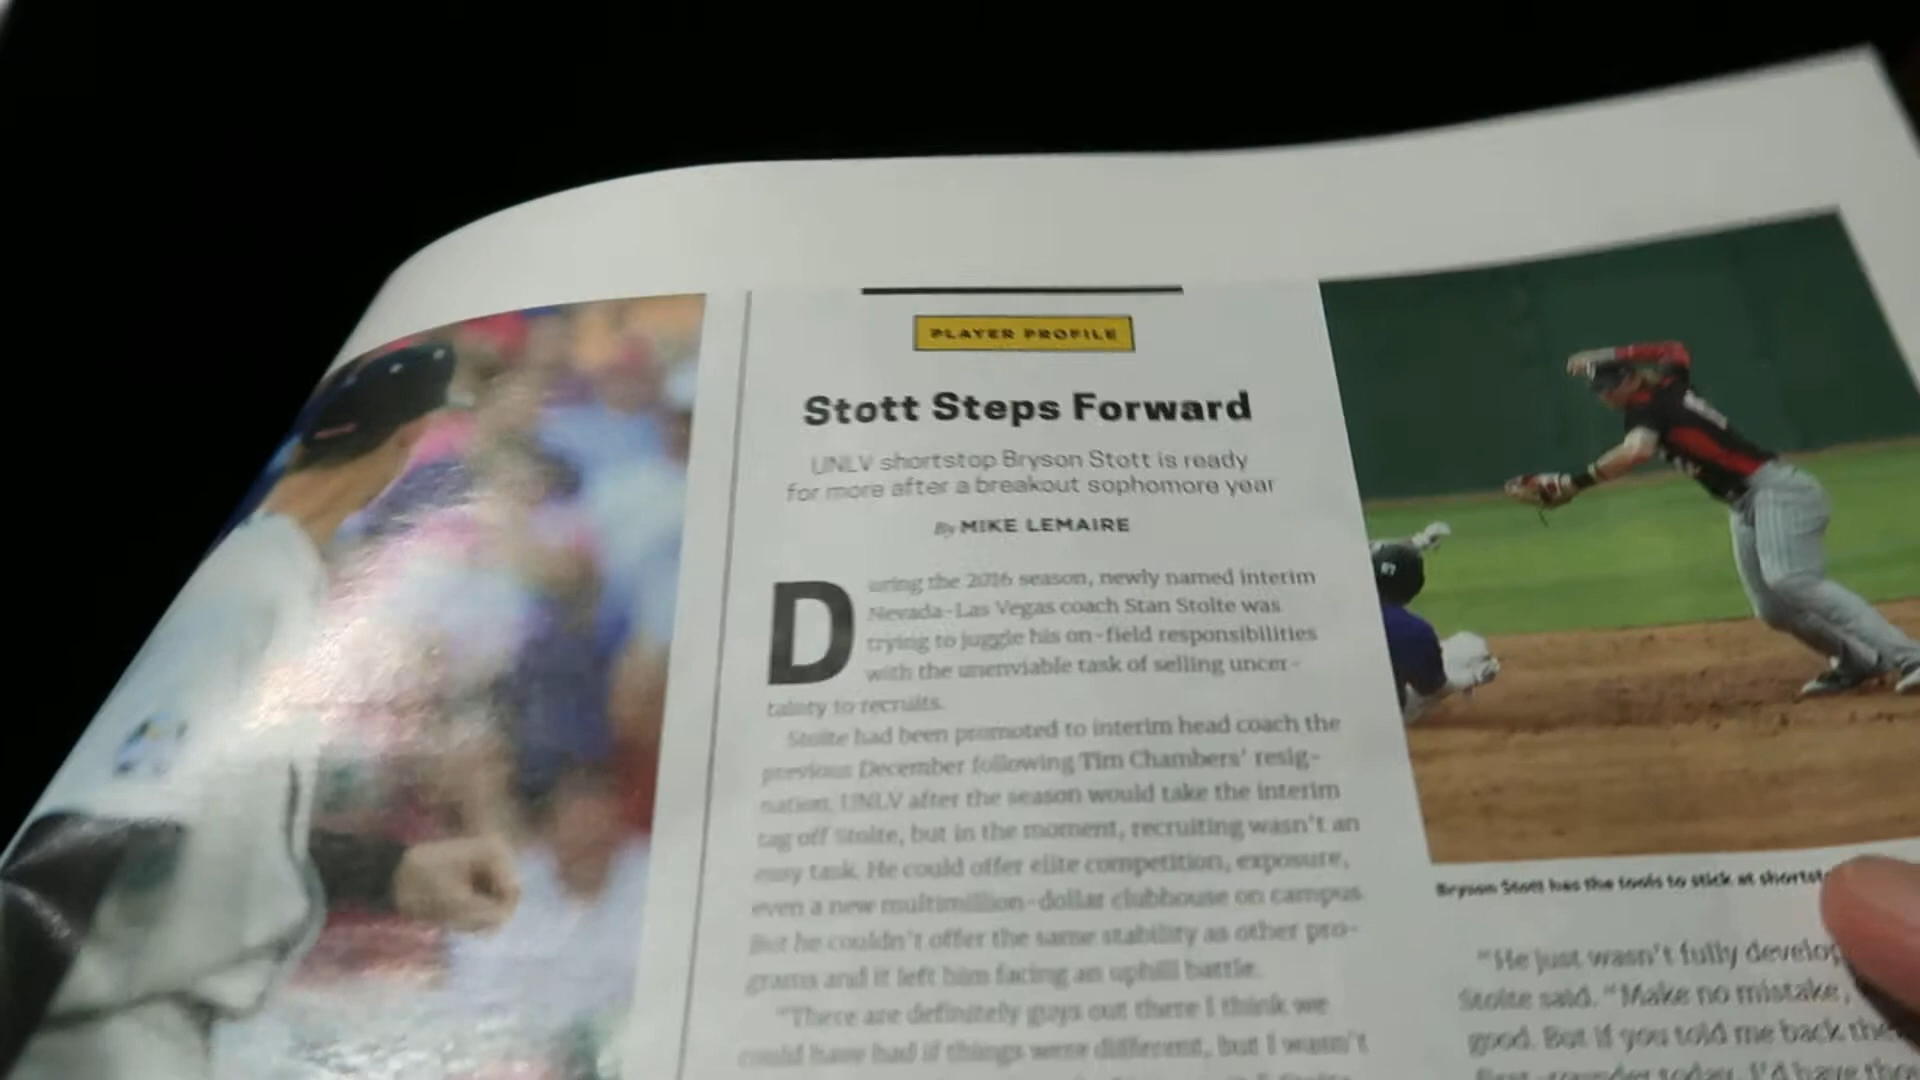 PLAYER PROFILE
Stott Steps Forward
UNLV shortstop Bryson Stott is ready
for more after a breakout sophomore year
By MIKE LEMAIRE
During the 2016 season, newly named interim
Nevada-Las Vegas coach Stan Stolte was
trying to juggle his on-field responsibilities
with the unenviable task of selling uncer-
tainty to recruits.
Stolte had been promoted to interim head coach the
previous December following Tim Chambers' resig-
nation. UNLV after the season would take the interim
tag off Stolte, but in the moment, recruiting wasn't an
easy task. He could offer elite competition, exposure,
even a new multimillion-dollar clubhouse on campus.
But he couldn't offer the same stability as other pro-
grams and it left him facing an uphill battle.
"There are definitely guys out there I think we
could have had if things were different, but I wasn't
Bryson Stott has the tools to stick at shortst
"He just wasn't fully develop
Stolte said. "Make no mistake,
good. But if you told me back the
first-rounder today, I'd have tho